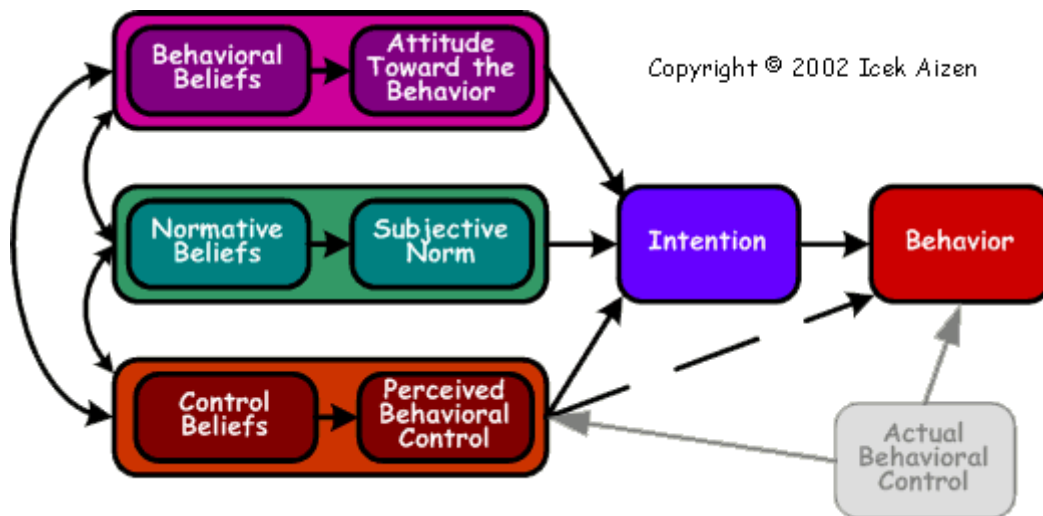 Behavioral
Beliefs
Attitude
Toward the
Behavior
Copyright © 2002 Icek Aizen
Normative
Beliefs
Subjective
Norm
Intention
Behavior
Control
Beliefs
Perceived
Behavioral
Control
Actual
Behavioral
Control